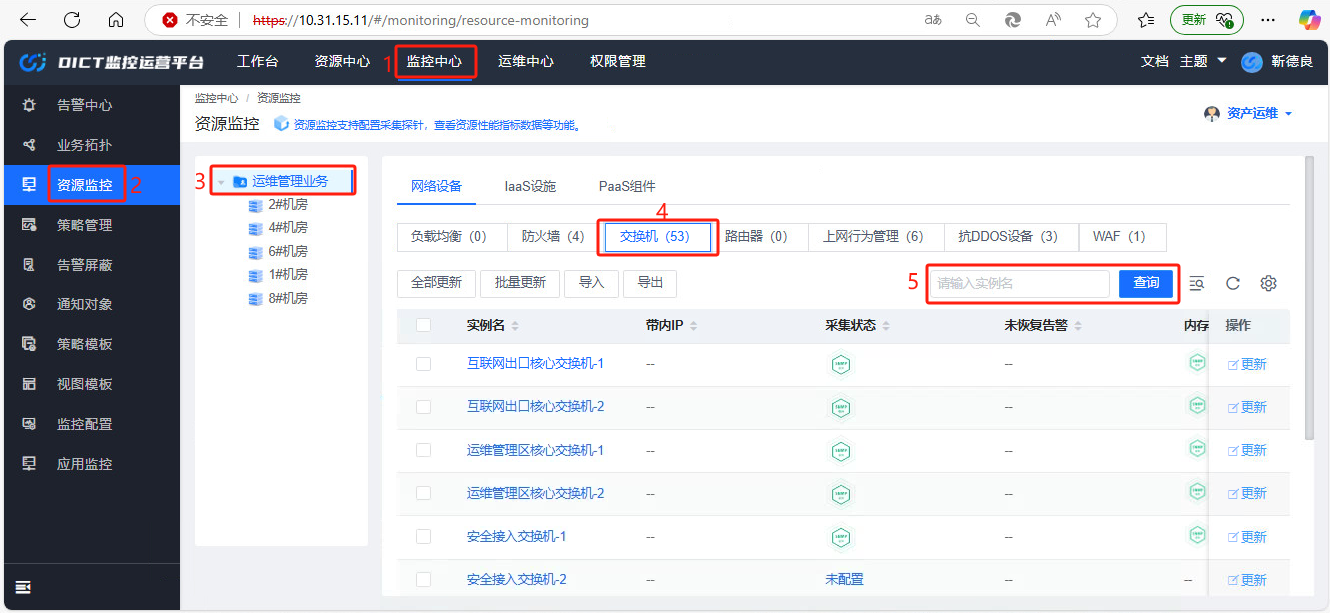 不安全 https://10.31.15.11/#/monitoring/resource-monitoring 更新
DICT监控运营平台 工作台 资源中心 1 监控中心 运维中心 权限管理 文档 主题 新德良
告警中心
业务拓扑
资源监控 2
策略管理
告警屏蔽
通知对象
策略模板
视图模板
监控配置
应用监控
监控中心 / 资源监控
资源监控 资源监控支持配置采集探针，查看资源性能指标数据等功能。 资产运维
3 运维管理业务
2#机房
4#机房
6#机房
1#机房
8#机房
网络设备 IaaS设施 PaaS组件
4
负载均衡 (0) 防火墙 (4) 交换机 (53) 路由器 (0) 上网行为管理 (6) 抗DDOS设备 (3) WAF (1)
全部更新 批量更新 导入 导出 5 请输入实例名 查询
实例名 带内IP 采集状态 未恢复告警 内存 操作
互联网出口核心交换机-1 -- SNMP -- SNMP 更新
互联网出口核心交换机-2 -- SNMP -- SNMP 更新
运维管理区核心交换机-1 -- SNMP -- SNMP 更新
运维管理区核心交换机-2 -- SNMP -- SNMP 更新
安全接入交换机-1 -- SNMP -- SNMP 更新
安全接入交换机-2 -- 未配置 -- -- 更新